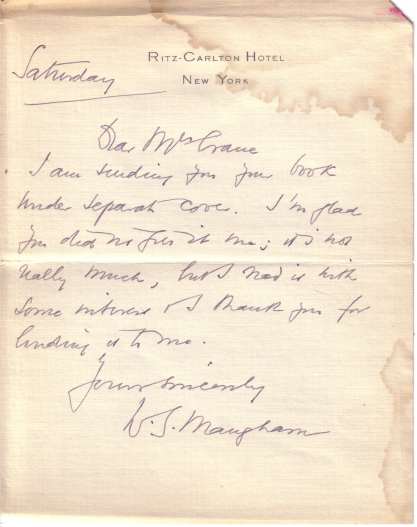 RITZ-CARLTON HOTEL
NEW YORK
Saturday
Dear Mrs Crane
I am sending you your book
under separate cover. I'm glad
you did not give it me; it is not
really much, but I read it with
some interest & I thank you for
lending it to me.
Yours sincerely
W. S. Maugham